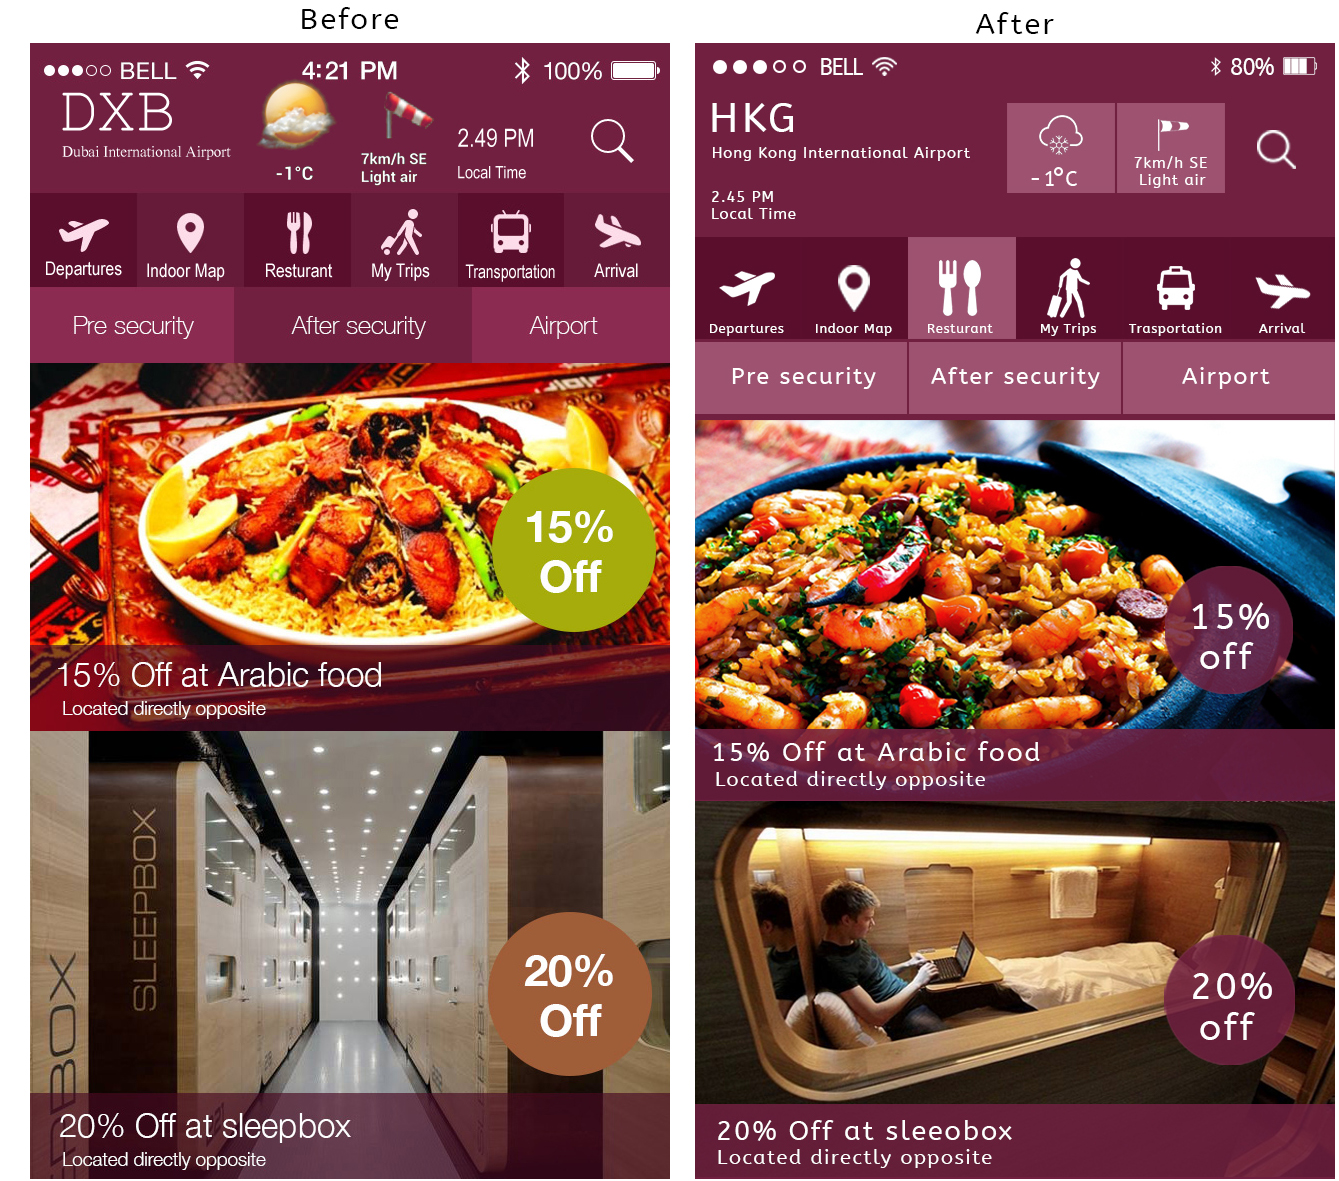 Before
BELL 4:21 PM 100%
DXB
Dubai International Airport
-1°C
7km/h SE
Light air
2.49 PM
Local Time
Departures Indoor Map Resturant My Trips Transportation Arrival
Pre security After security Airport
15%
Off
15% Off at Arabic food
Located directly opposite
SLEEPBOX
BOX
20%
Off
20% Off at sleepbox
Located directly opposite
After
BELL 80%
HKG
Hong Kong International Airport
2.45 PM
Local Time
-1°C
7km/h SE
Light air
Departures Indoor Map Resturant My Trips Trasportation Arrival
Pre security After security Airport
15%
off
15% Off at Arabic food
Located directly opposite
20%
off
20% Off at sleeobox
Located directly opposite